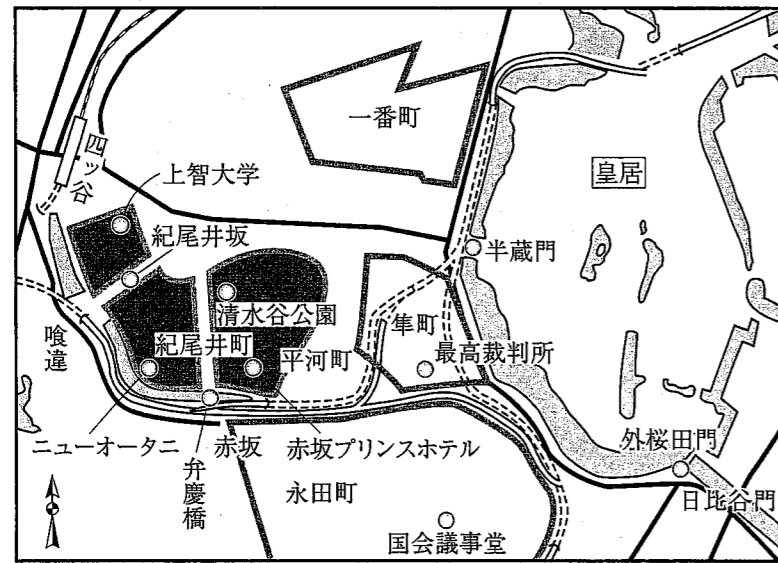 一番町
皇居
四ッ谷
上智大学
紀尾井坂
半蔵門
清水谷公園
隼町
喰違
紀尾井町
平河町
最高裁判所
ニューオータニ
弁慶橋
赤坂
赤坂プリンスホテル
外桜田門
日比谷門
永田町
国会議事堂